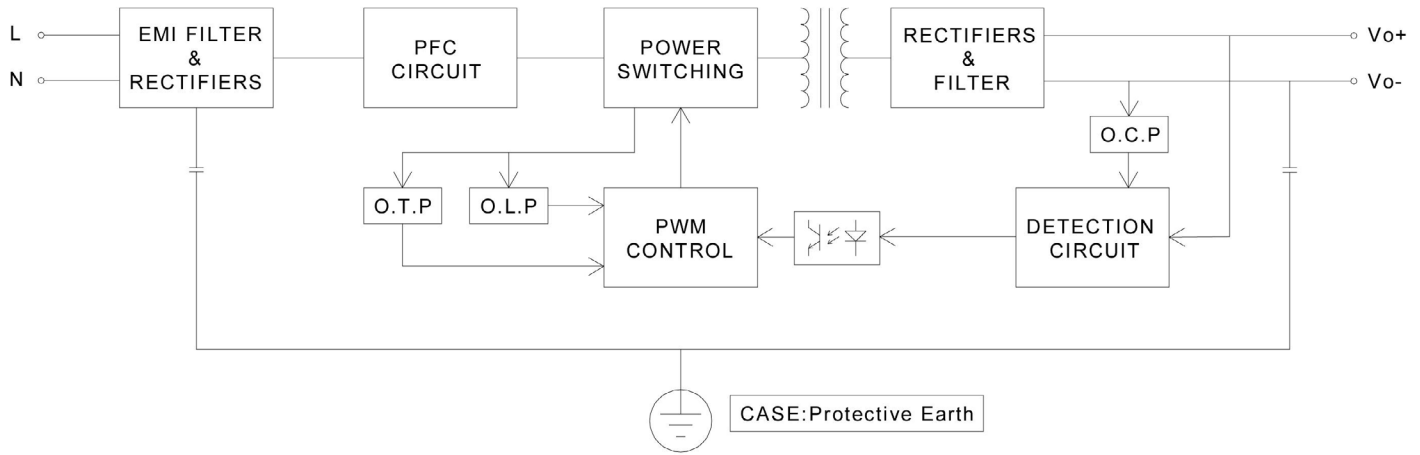 L
N
EMI FILTER
&
RECTIFIERS
PFC
CIRCUIT
POWER
SWITCHING
RECTIFIERS
&
FILTER
Vo+
Vo-
O.C.P
O.T.P
O.L.P
PWM
CONTROL
DETECTION
CIRCUIT
CASE:Protective Earth